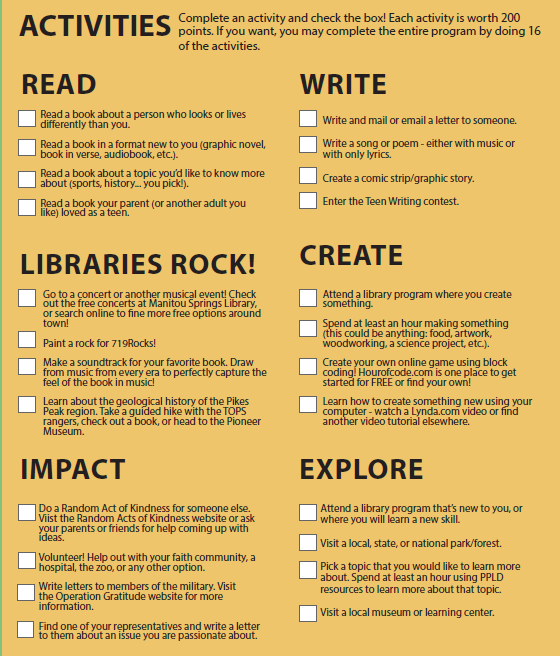 ACTIVITIES
Complete an activity and check the box! Each activity is worth 200
points. If you want, you may complete the entire program by doing 16
of the activities.
READ
Read a book about a person who looks or lives
differently than you.
Read a book in a format new to you (graphic novel,
book in verse, audiobook, etc.).
Read a book about a topic you'd like to know more
about (sports, history... you pick!).
Read a book your parent (or another adult you
like) loved as a teen.
WRITE
Write and mail or email a letter to someone.
Write a song or poem - either with music or
with only lyrics.
Create a comic strip/graphic story.
Enter the Teen Writing contest.
LIBRARIES ROCK!
Go to a concert or another musical event! Check
out the free concerts at Manitou Springs Library,
or search online to fine more free options around
town!
Paint a rock for 719Rocks!
Make a soundtrack for your favorite book. Draw
from music from every era to perfectly capture the
feel of the book in music!
Learn about the geological history of the Pikes
Peak region. Take a guided hike with the TOPS
rangers, check out a book, or head to the Pioneer
Museum.
CREATE
Attend a library program where you create
something.
Spend at least an hour making something
(this could be anything: food, artwork,
woodworking, a science project, etc.).
Create your own online game using block
coding! Hourofcode.com is one place to get
started for FREE or find your own!
Learn how to create something new using your
computer - watch a Lynda.com video or find
another video tutorial elsewhere.
IMPACT
Do a Random Act of Kindness for someone else.
Viist the Random Acts of Kindness website or ask
your parents or friends for help coming up with
ideas.
Volunteer! Help out with your faith community, a
hospital, the zoo, or any other option.
Write letters to members of the military. Visit
the Operation Gratitude website for more
information.
Find one of your representatives and write a letter
to them about an issue you are passionate about.
EXPLORE
Attend a library program that's new to you, or
where you will learn a new skill.
Visit a local, state, or national park/forest.
Pick a topic that you would like to learn more
about. Spend at least an hour using PPLD
resources to learn more about that topic.
Visit a local museum or learning center.